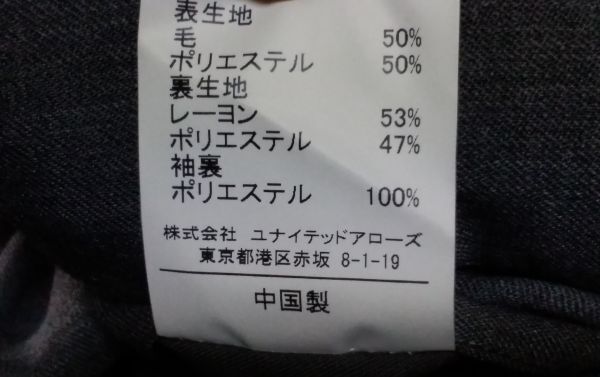 表生地
毛 50%
ポリエステル 50%
裏生地
レーヨン 53%
ポリエステル 47%
袖裏
ポリエステル 100%
株式会社 ユナイテッドアローズ
東京都港区赤坂 8-1-19
中国製